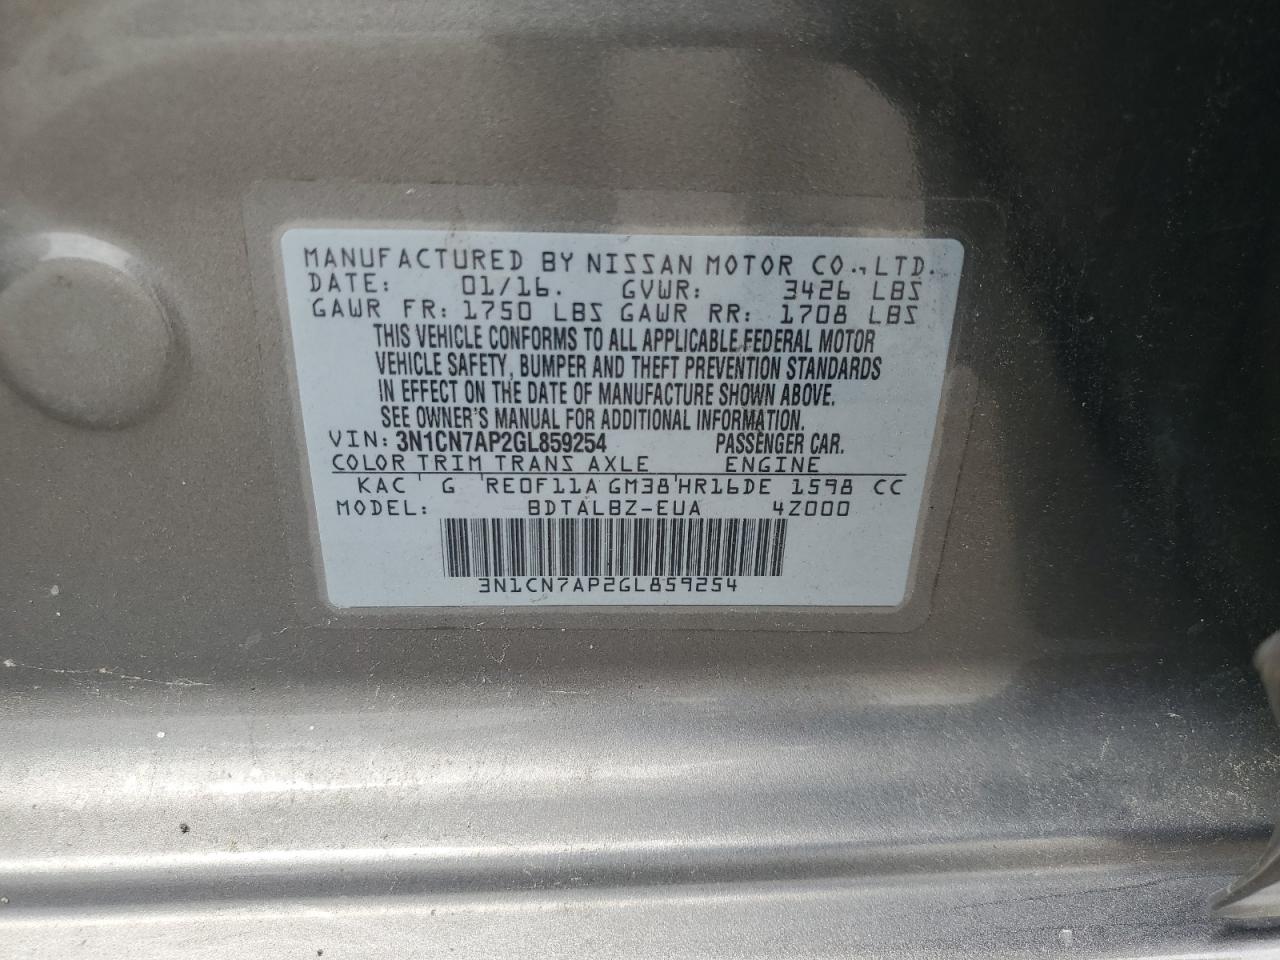 MANUFACTURED BY NISSAN MOTOR CO., LTD.
DATE: 01/16. GVWR: 3426 LBS
GAWR FR: 1750 LBS GAWR RR: 1708 LBS
THIS VEHICLE CONFORMS TO ALL APPLICABLE FEDERAL MOTOR
VEHICLE SAFETY, BUMPER AND THEFT PREVENTION STANDARDS
IN EFFECT ON THE DATE OF MANUFACTURE SHOWN ABOVE.
SEE OWNER'S MANUAL FOR ADDITIONAL INFORMATION.
VIN: 3N1CN7AP2GL859254 PASSENGER CAR.
COLOR TRIM TRANS AXLE ENGINE
KAC G RE0F11A GM38 HR16DE 1598 CC
MODEL: BDTALBZ-EUA 4Z000
3N1CN7AP2GL859254